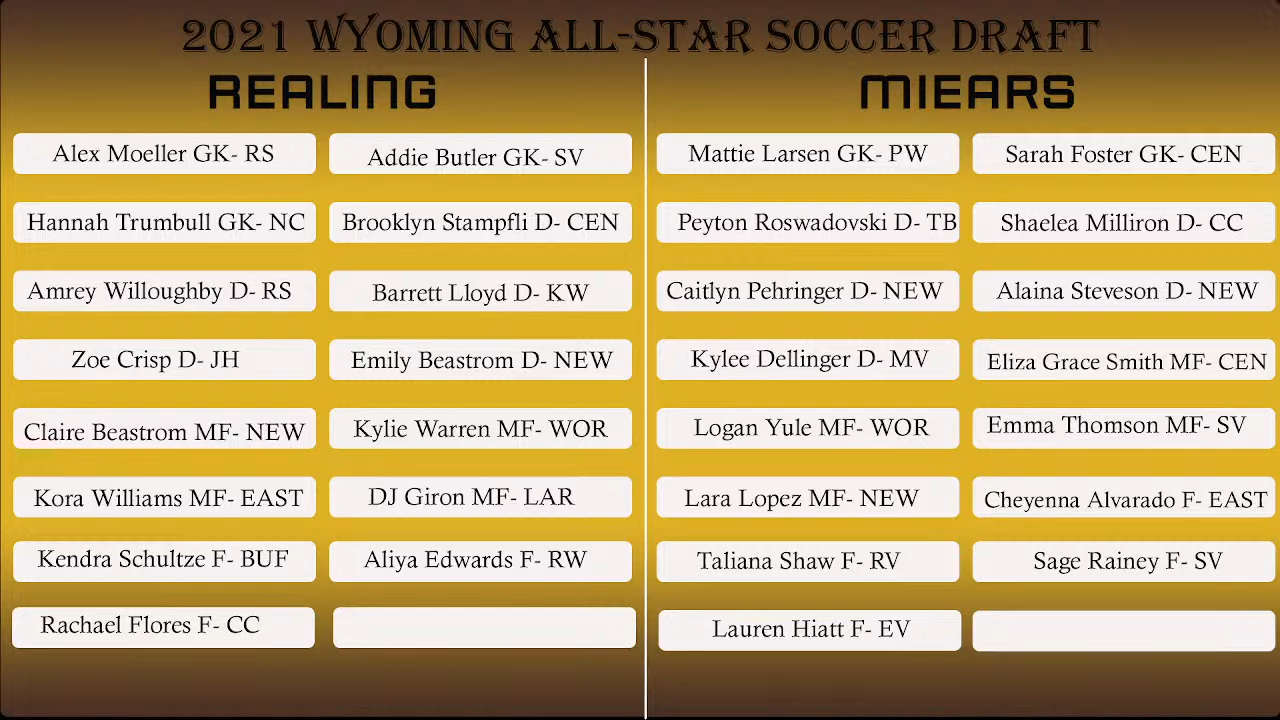 2021 WYOMING ALL-STAR SOCCER DRAFT
REALING
Alex Moeller GK- RS
Addie Butler GK- SV
Hannah Trumbull GK- NC
Brooklyn Stampfli D- CEN
Amrey Willoughby D- RS
Barrett Lloyd D- KW
Zoe Crisp D- JH
Emily Beastrom D- NEW
Claire Beastrom MF- NEW
Kylie Warren MF- WOR
Kora Williams MF- EAST
DJ Giron MF- LAR
Kendra Schultze F- BUF
Aliya Edwards F- RW
Rachael Flores F- CC
MIEARS
Mattie Larsen GK- PW
Sarah Foster GK- CEN
Peyton Roswadovski D- TB
Shaelea Milliron D- CC
Caitlyn Pehringer D- NEW
Alaina Steveson D- NEW
Kylee Dellinger D- MV
Eliza Grace Smith MF- CEN
Logan Yule MF- WOR
Emma Thomson MF- SV
Lara Lopez MF- NEW
Cheyenna Alvarado F- EAST
Taliana Shaw F- RV
Sage Rainey F- SV
Lauren Hiatt F- EV